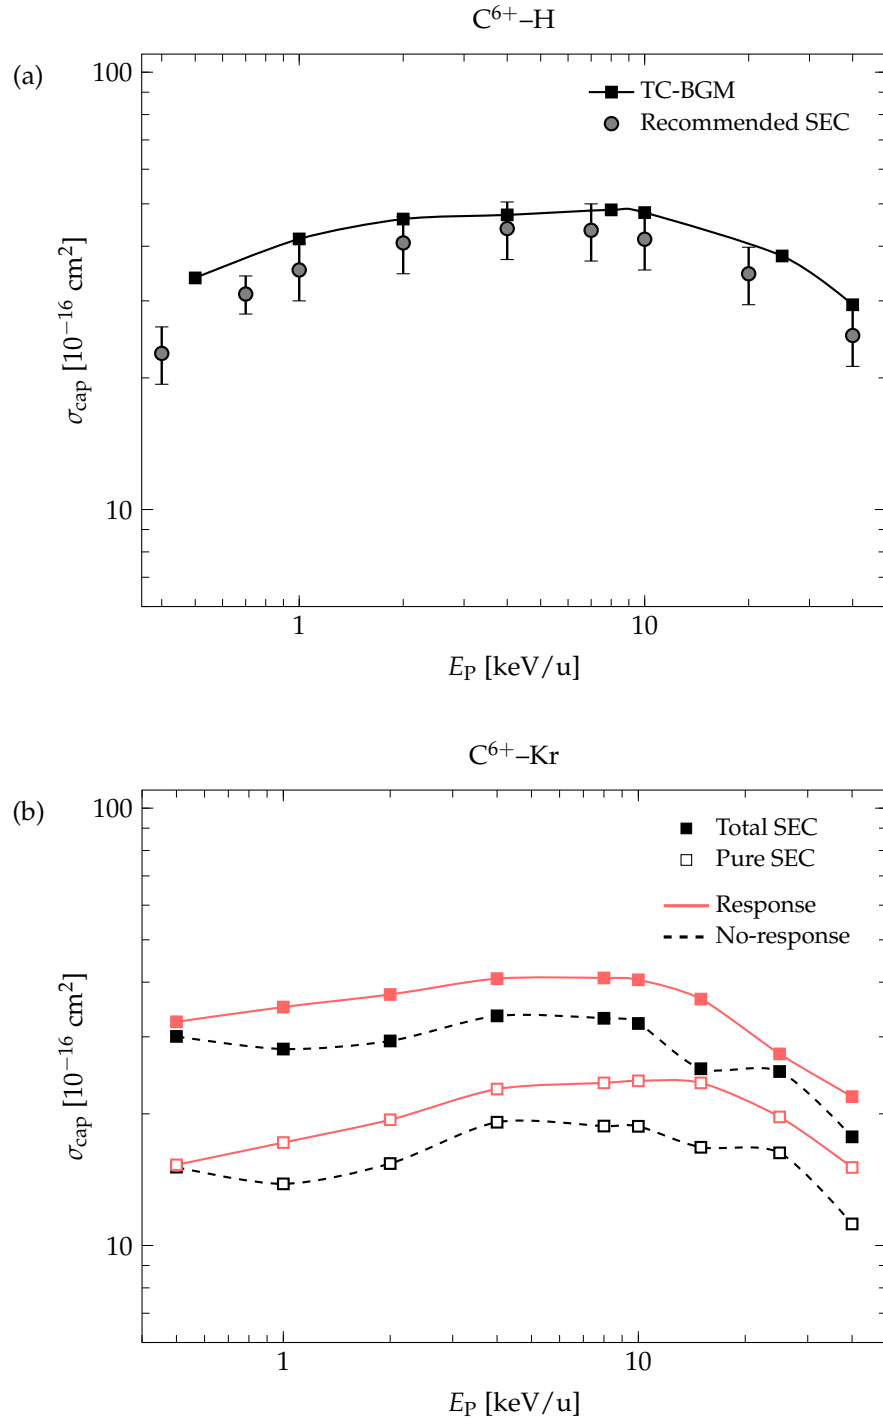 C⁶⁺–H
(a)
100
TC-BGM
Recommended SEC
σcap [10⁻¹⁶ cm²]
10
1
10
EP [keV/u]
C⁶⁺–Kr
(b)
100
Total SEC
Pure SEC
Response
No-response
σcap [10⁻¹⁶ cm²]
10
1
10
EP [keV/u]